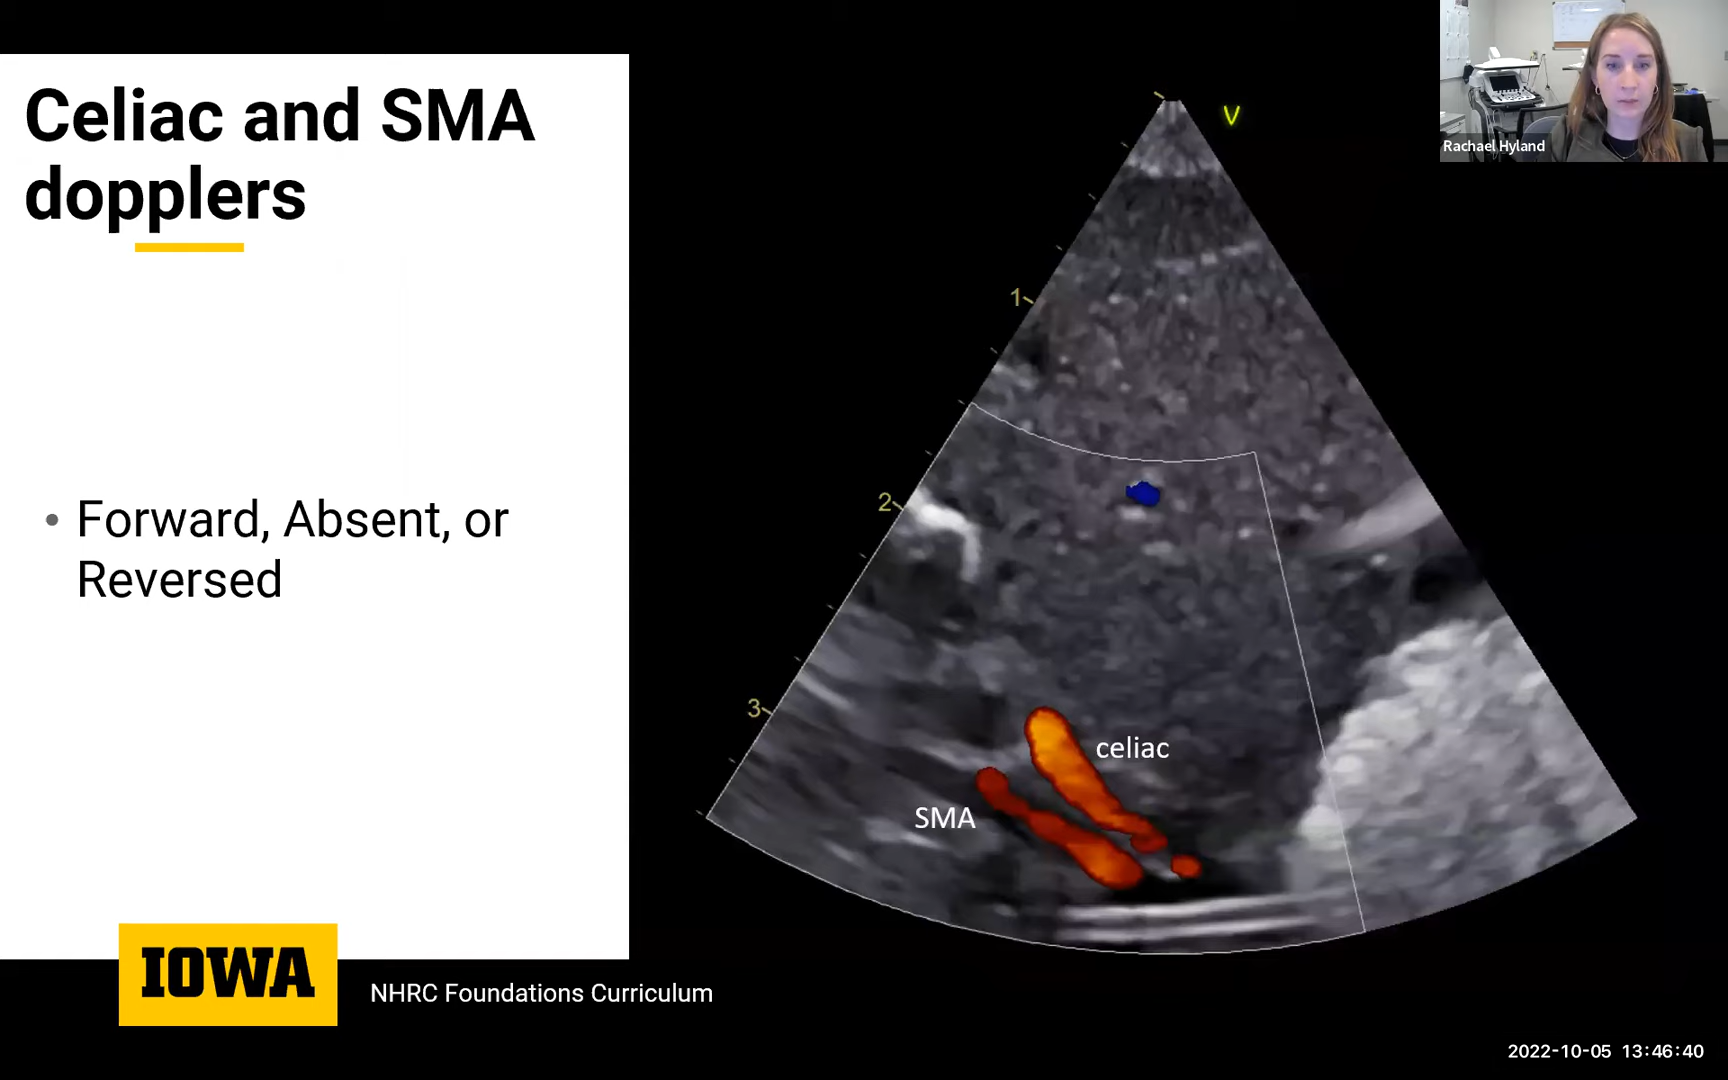 Celiac and SMA
dopplers
• Forward, Absent, or
Reversed
V
1
2
3
celiac
SMA
Rachael Hyland
IOWA
NHRC Foundations Curriculum
2022-10-05 13:46:40